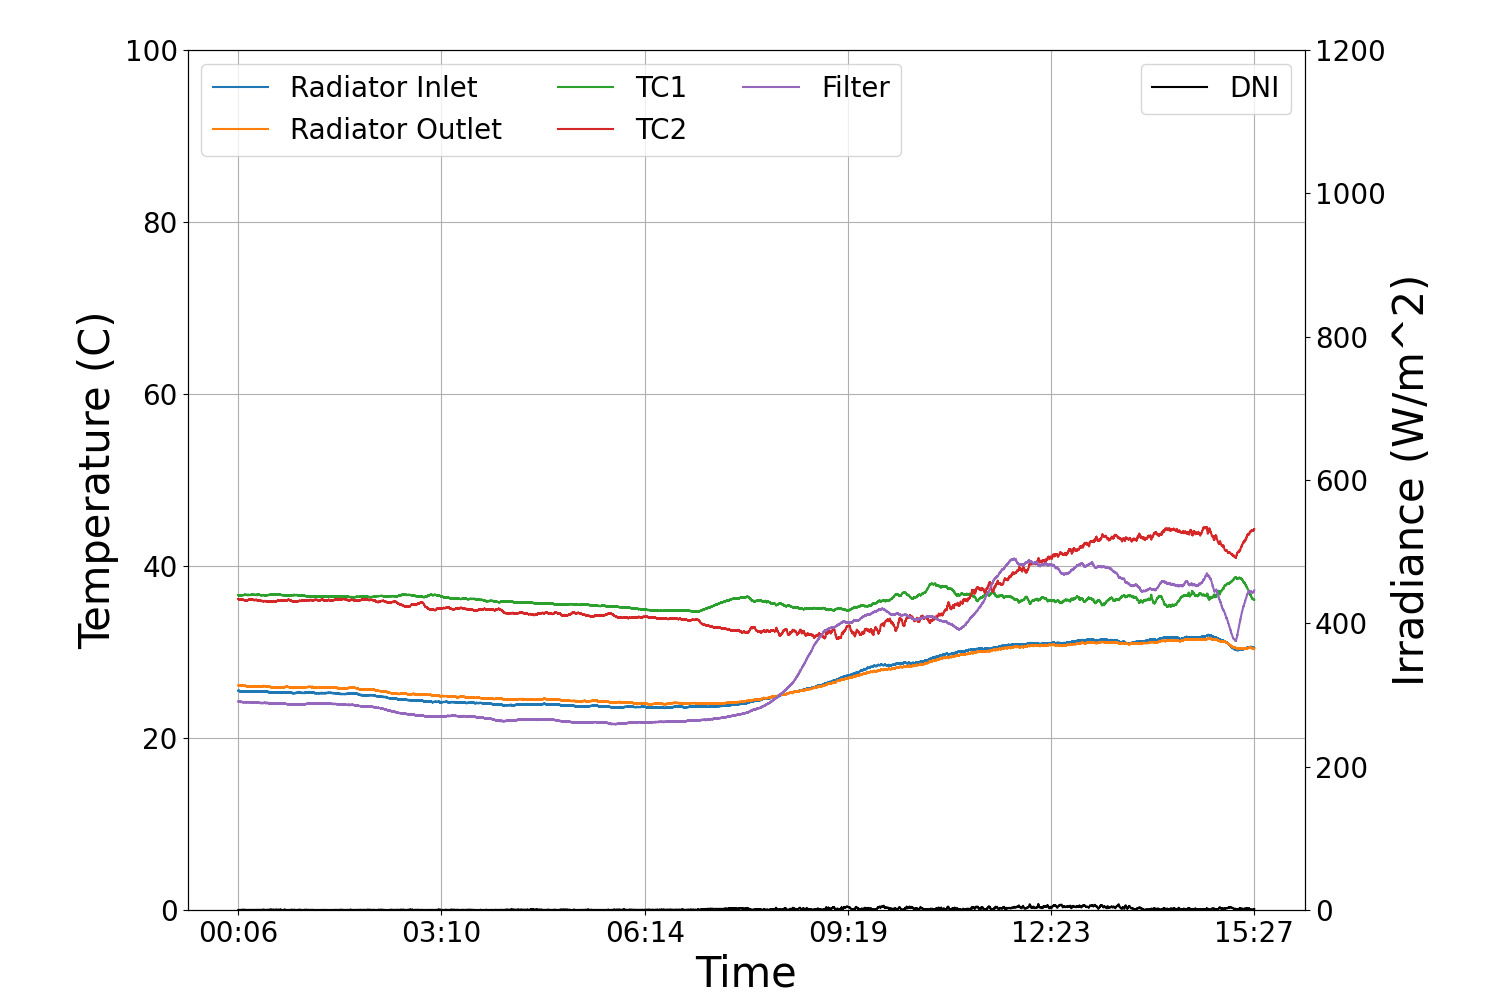 Radiator Inlet
Radiator Outlet
TC1
TC2
Filter
DNI
Temperature (C)
100
80
60
40
20
0
1200
1000
800
600
400
200
0
Irradiance (W/m^2)
00:06 03:10 06:14 09:19 12:23 15:27
Time